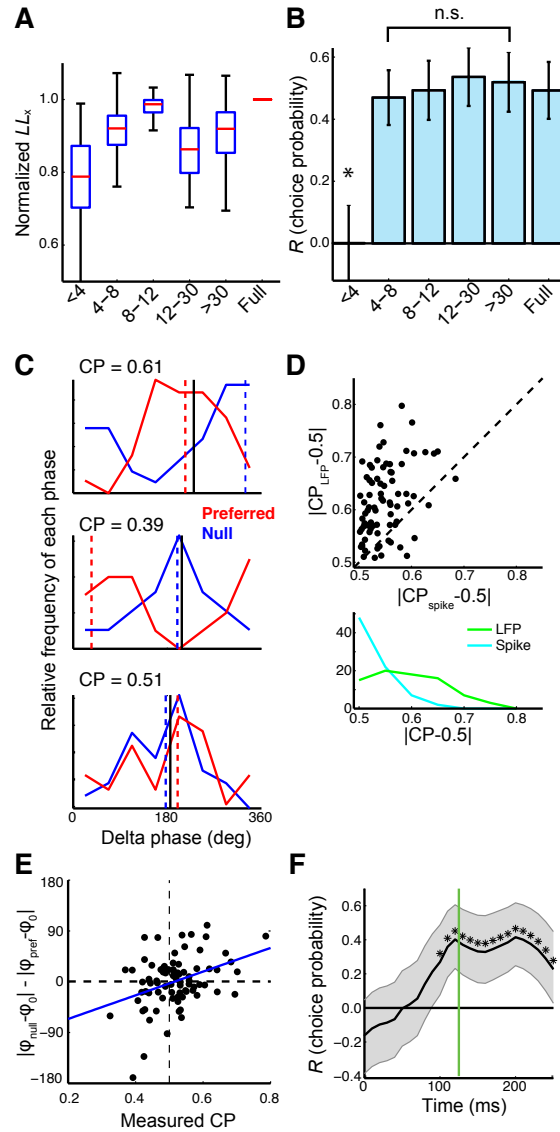 A
Normalized LLx
1.0
0.8
0.6
<4
4–8
8–12
12–30
>30
Full
B
n.s.
R (choice probability)
0.6
0.4
0.2
0.0
*
<4
4–8
8–12
12–30
>30
Full
C
Relative frequency of each phase
CP = 0.61
Preferred
Null
CP = 0.39
CP = 0.51
0
180
360
Delta phase (deg)
D
|CP_LFP-0.5|
0.8
0.7
0.6
0.5
0.5 0.6 0.7 0.8
|CP_spike-0.5|
40
20
0
LFP
Spike
0.5 0.6 0.7 0.8
|CP-0.5|
E
|φnull-φ0| - |φpref-φ0|
180
90
0
-90
-180
0.2 0.4 0.6 0.8
Measured CP
F
R (choice probability)
0.6
0.4
0.2
0.0
-0.2
-0.4
0 100 200
Time (ms)